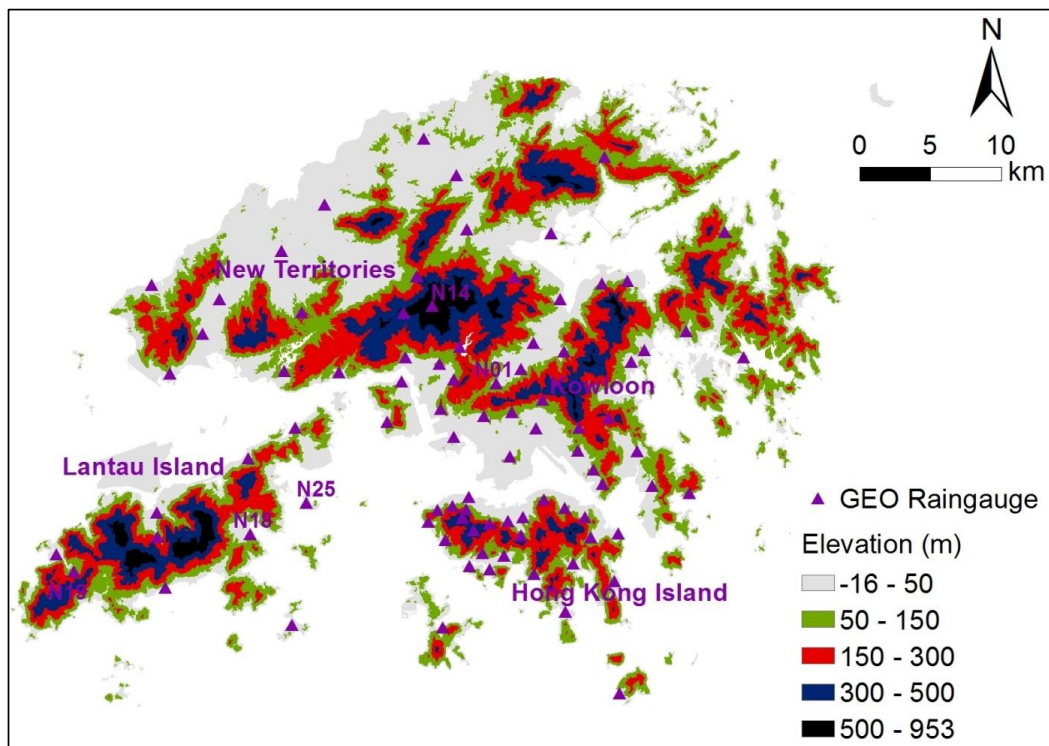 N
0 5 10
km
New Territories
N14
N01
Kowloon
Lantau Island
N25
N18
N19
Hong Kong Island
GEO Raingauge
Elevation (m)
-16 - 50
50 - 150
150 - 300
300 - 500
500 - 953